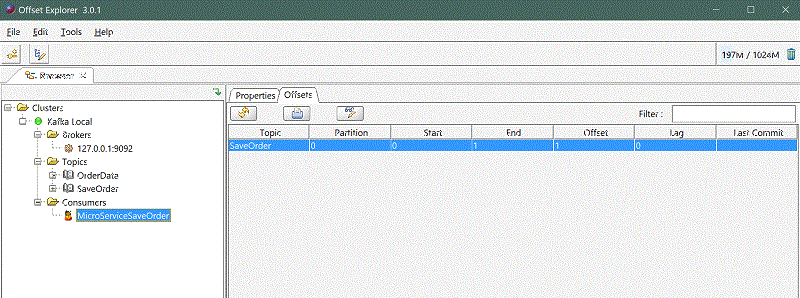 Offset Explorer 3.0.1
File Edit Tools Help
197M / 1024M
Browser
Clusters
Kafka Local
Brokers
127.0.0.1:9092
Topics
OrderData
SaveOrder
Consumers
MicroServiceSaveOrder
Properties Offsets
Filter :
Topic Partition Start End Offset Lag Last Commit
SaveOrder 0 0 1 1 0